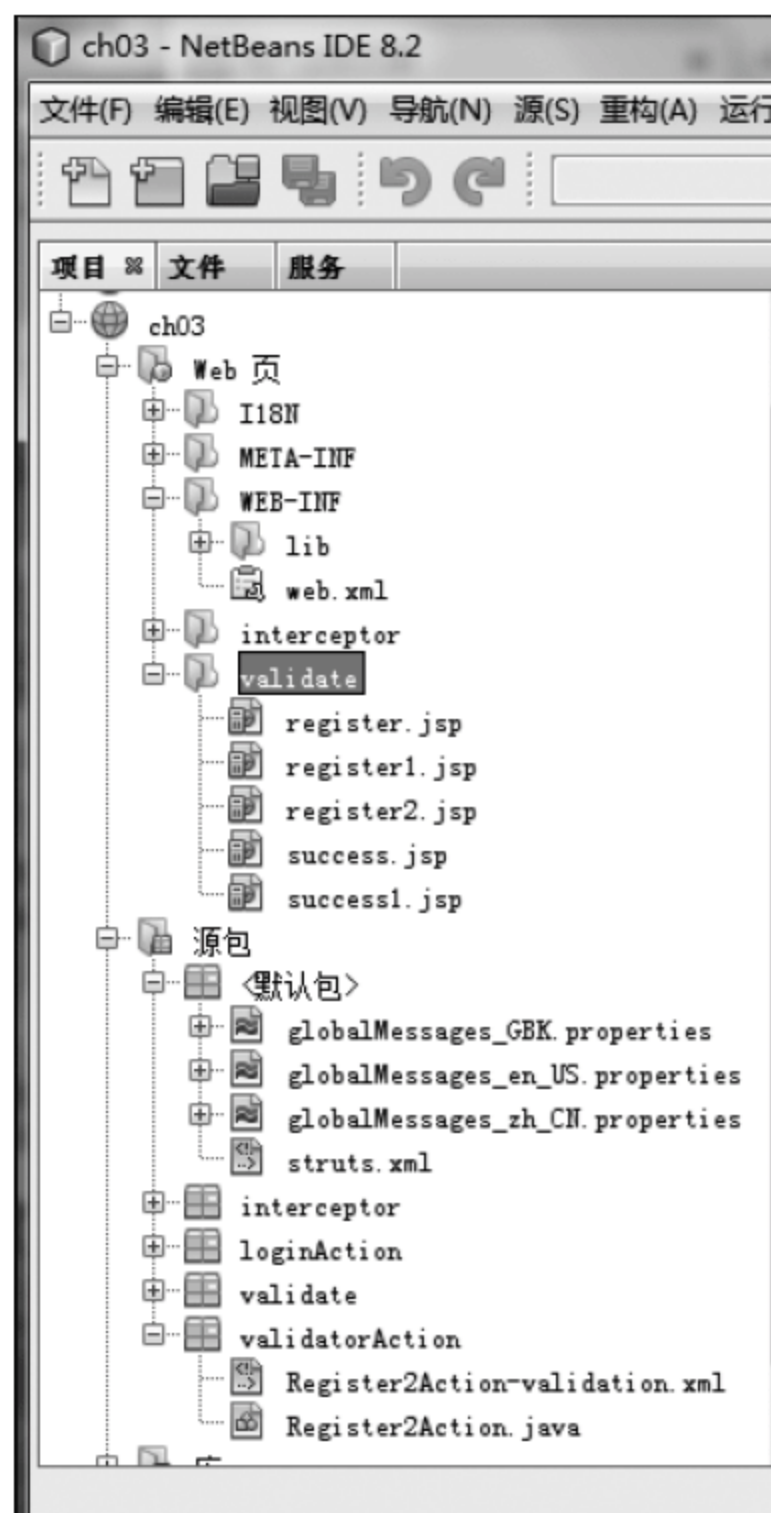 ch03 - NetBeans IDE 8.2
文件(F) 编辑(E) 视图(V) 导航(N) 源(S) 重构(A) 运行
项目 文件 服务
ch03
Web 页
I18N
META-INF
WEB-INF
lib
web.xml
interceptor
validate
register.jsp
register1.jsp
register2.jsp
success.jsp
success1.jsp
源包
<默认包>
globalMessages_GBK.properties
globalMessages_en_US.properties
globalMessages_zh_CN.properties
struts.xml
interceptor
loginAction
validate
validatorAction
Register2Action-validation.xml
Register2Action.java